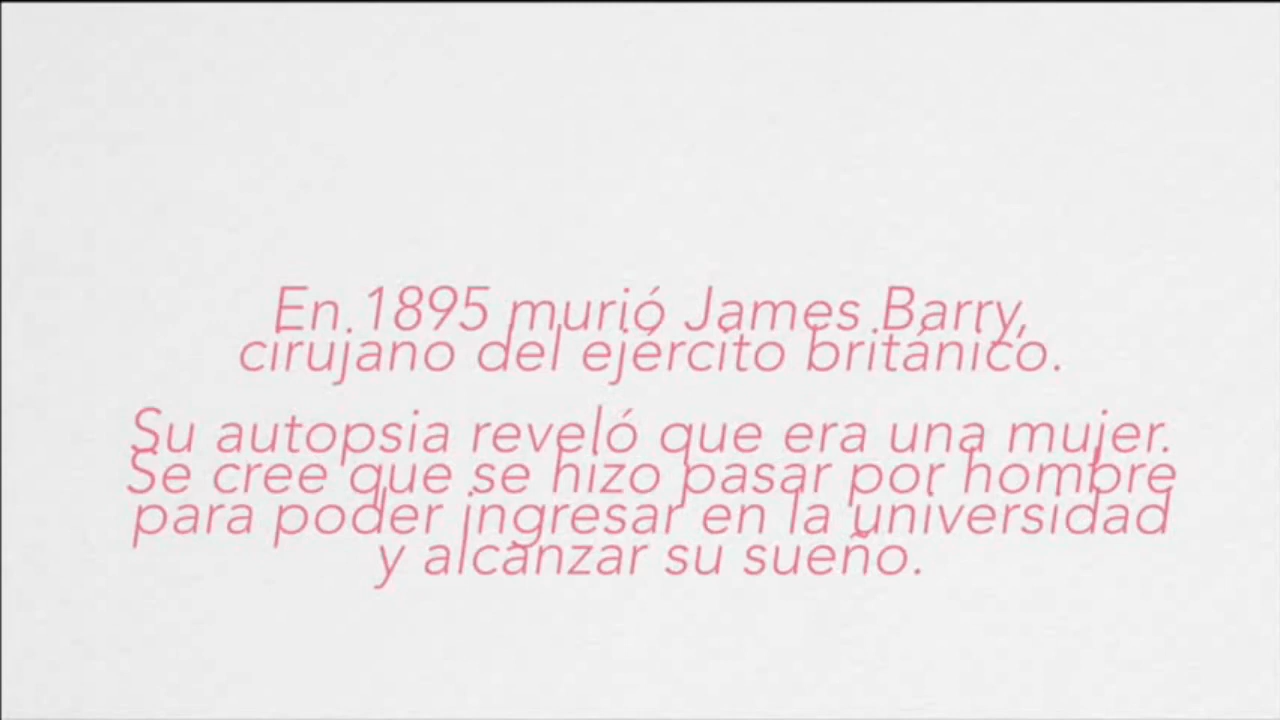 En 1895 murió James Barry,
cirujano del ejército británico.
Su autopsia reveló que era una mujer.
Se cree que se hizo pasar por hombre
para poder ingresar en la universidad
y alcanzar su sueño.